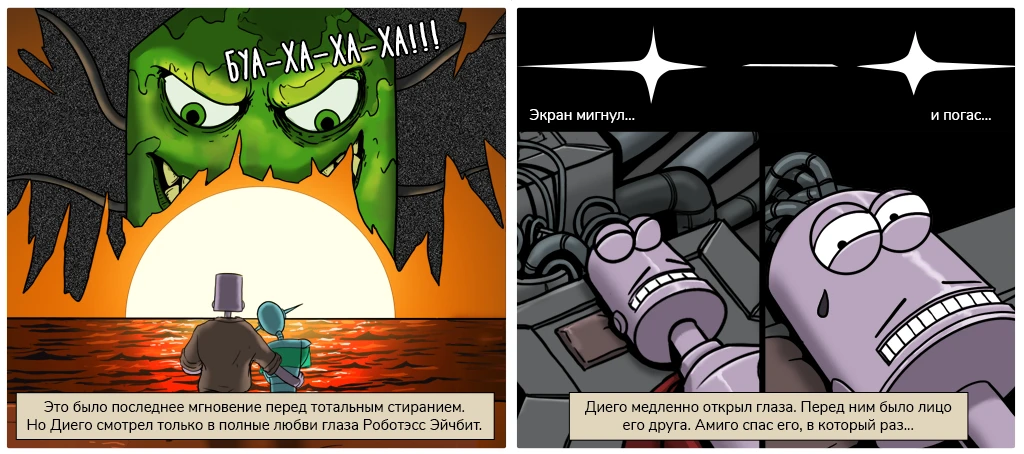 БУА-ХА-ХА-ХА!!!
Это было последнее мгновение перед тотальным стиранием.
Но Диего смотрел только в полные любви глаза Роботэсс Эйчбит.
Экран мигнул...
и погас...
Диего медленно открыл глаза. Перед ним было лицо
его друга. Амиго спас его, в который раз...